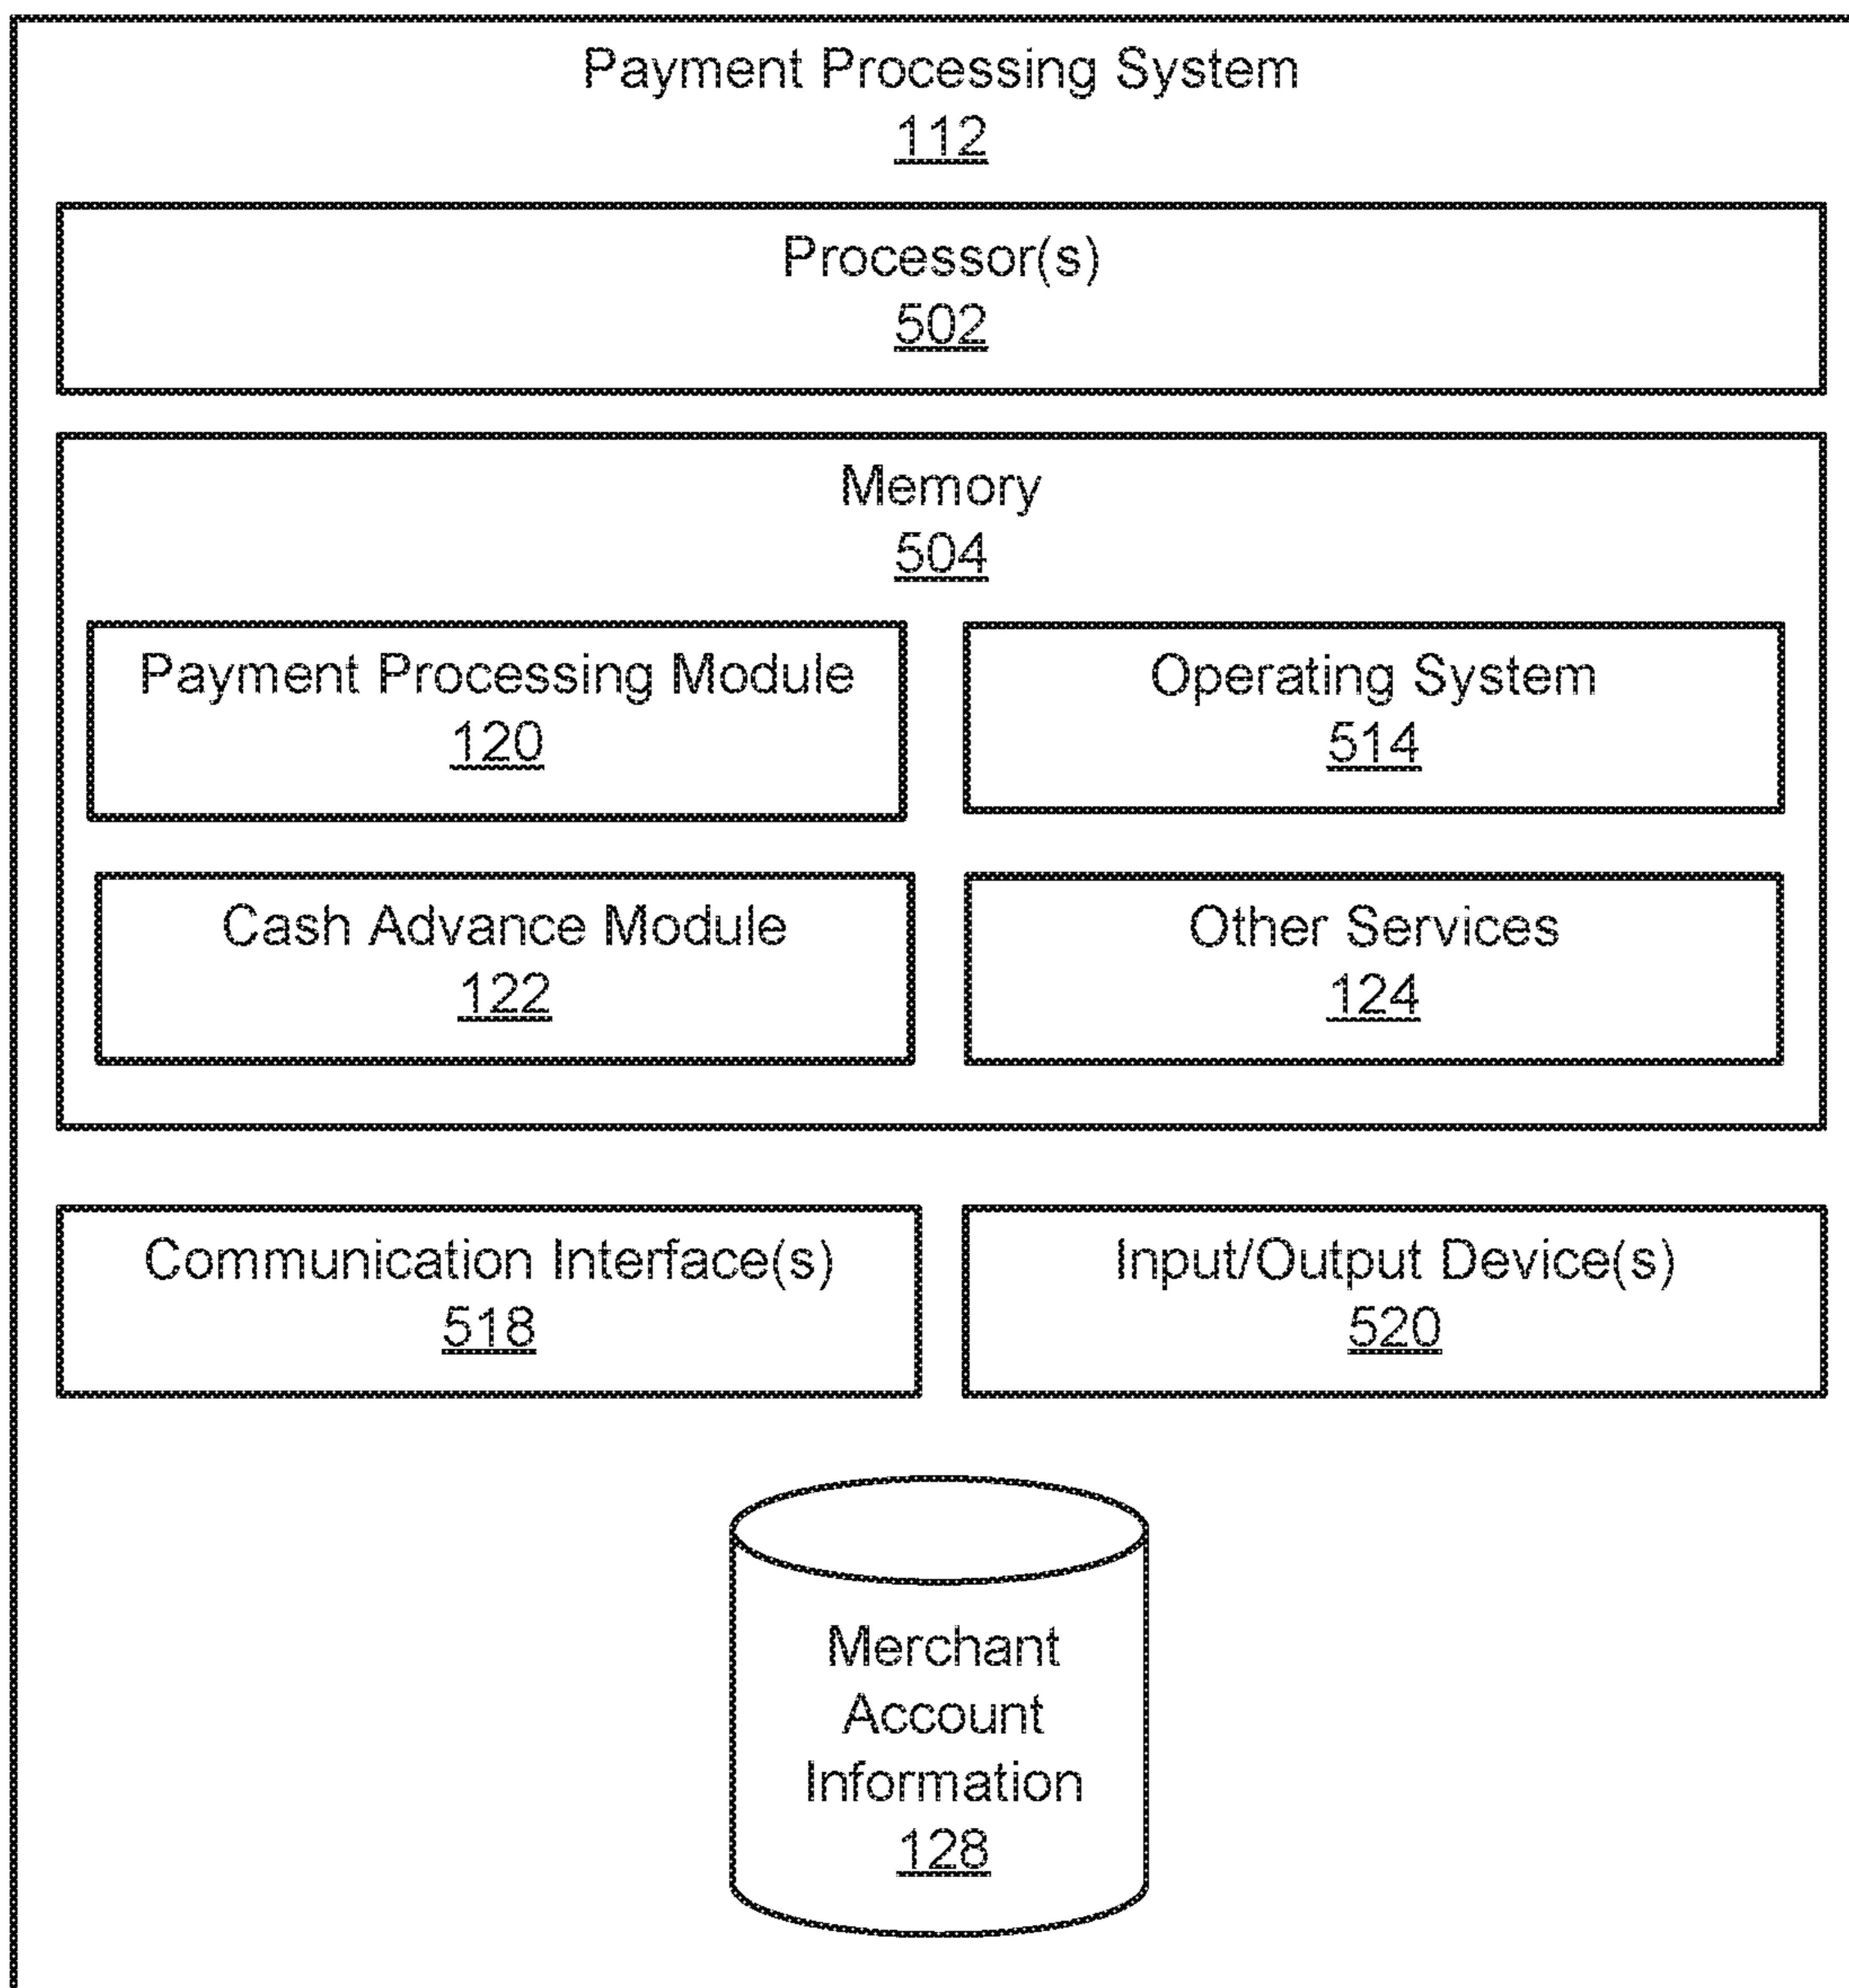 Payment Processing System
112
Processor(s)
502
Memory
504
Payment Processing Module
120
Operating System
514
Cash Advance Module
122
Other Services
124
Communication Interface(s)
518
Input/Output Device(s)
520
Merchant
Account
Information
128